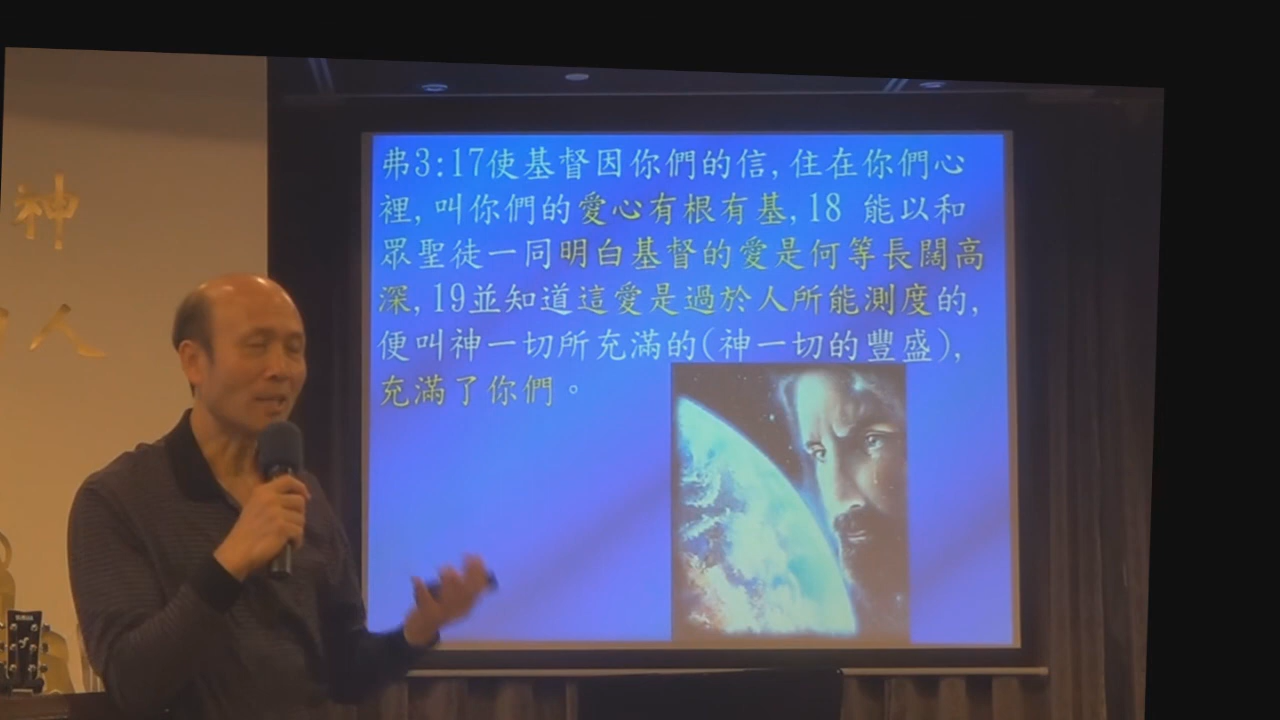 弗3:17使基督因你們的信,住在你們心
裡,叫你們的愛心有根有基,18 能以和
眾聖徒一同明白基督的愛是何等長闊高
深,19並知道這愛是過於人所能測度的,
便叫神一切所充滿的(神一切的豐盛),
充滿了你們。
神
人